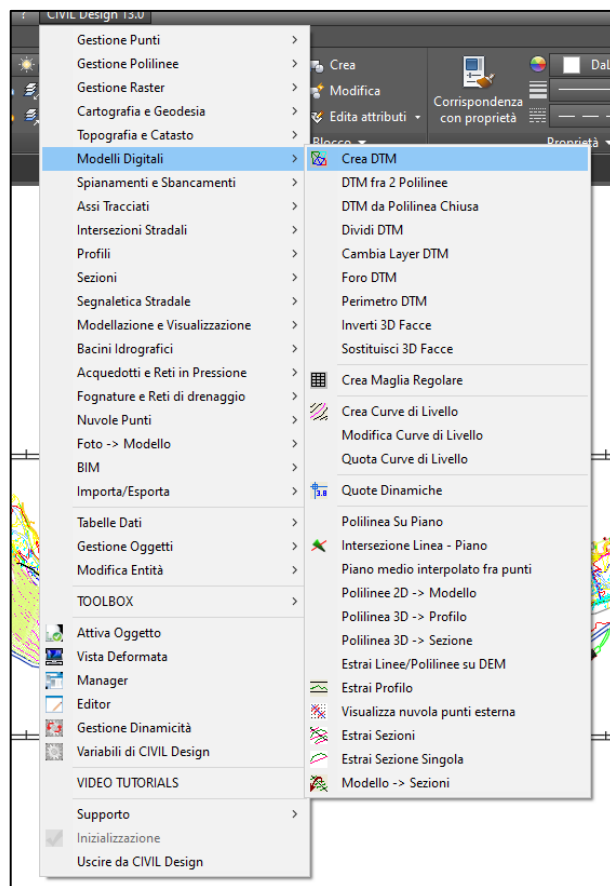 ? CIVIL Design 13.0
Gestione Punti
Gestione Polilinee
Gestione Raster
Cartografia e Geodesia
Topografia e Catasto
Modelli Digitali
Spianamenti e Sbancamenti
Assi Tracciati
Intersezioni Stradali
Profili
Sezioni
Segnaletica Stradale
Modellazione e Visualizzazione
Bacini Idrografici
Acquedotti e Reti in Pressione
Fognature e Reti di drenaggio
Nuvole Punti
Foto -> Modello
BIM
Importa/Esporta
Tabelle Dati
Gestione Oggetti
Modifica Entità
TOOLBOX
Attiva Oggetto
Vista Deformata
Manager
Editor
Gestione Dinamicità
Variabili di CIVIL Design
VIDEO TUTORIALS
Supporto
Inizializzazione
Uscire da CIVIL Design
Crea
Modifica
Edita attributi
Blocco
Corrispondenza
con proprietà
DaL
Proprietà
Crea DTM
DTM fra 2 Polilinee
DTM da Polilinea Chiusa
Dividi DTM
Cambia Layer DTM
Foro DTM
Perimetro DTM
Inverti 3D Facce
Sostituisci 3D Facce
Crea Maglia Regolare
Crea Curve di Livello
Modifica Curve di Livello
Quota Curve di Livello
3.8 Quote Dinamiche
Polilinea Su Piano
Intersezione Linea - Piano
Piano medio interpolato fra punti
Polilinee 2D -> Modello
Polilinea 3D -> Profilo
Polilinea 3D -> Sezione
Estrai Linee/Polilinee su DEM
Estrai Profilo
Visualizza nuvola punti esterna
Estrai Sezioni
Estrai Sezione Singola
Modello -> Sezioni